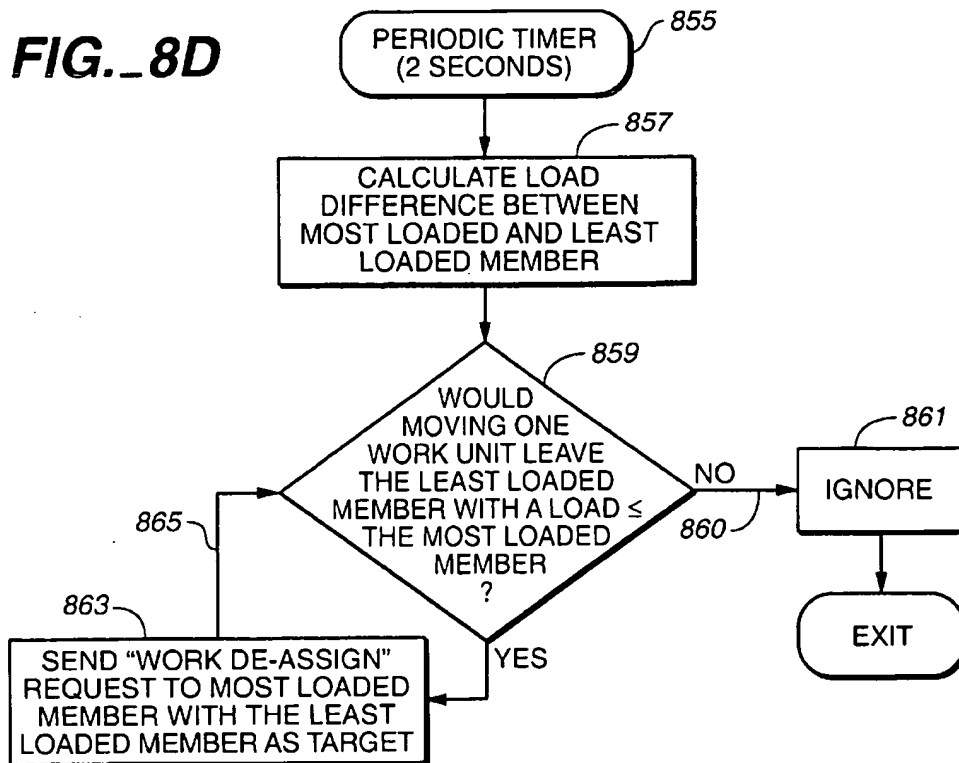 FIG._8D
PERIODIC TIMER
(2 SECONDS)
855
857
CALCULATE LOAD
DIFFERENCE BETWEEN
MOST LOADED AND LEAST
LOADED MEMBER
859
WOULD
MOVING ONE
WORK UNIT LEAVE
THE LEAST LOADED
MEMBER WITH A LOAD ≤
THE MOST LOADED
MEMBER
?
NO
860
861
IGNORE
EXIT
YES
865
863
SEND “WORK DE-ASSIGN”
REQUEST TO MOST LOADED
MEMBER WITH THE LEAST
LOADED MEMBER AS TARGET